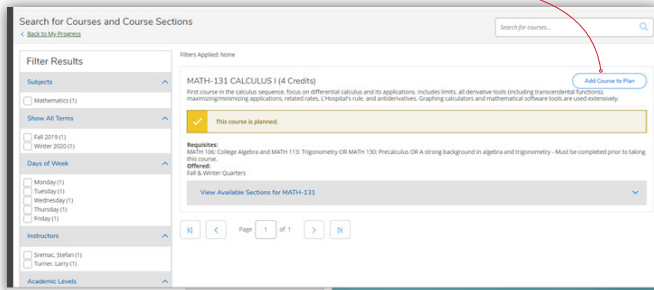 Search for Courses and Course Sections
< Back to My Progress
Search for courses...
Filter Results
Subjects
Mathematics (1)
Show All Terms
Fall 2019 (1)
Winter 2020 (1)
Days of Week
Monday (1)
Tuesday (1)
Wednesday (1)
Thursday (1)
Friday (1)
Instructors
Sremac, Stefan (1)
Turner, Larry (1)
Academic Levels
Filters Applied: None
MATH-131 CALCULUS I (4 Credits)
Add Course to Plan
First course in the calculus sequence, focus on differential calculus and its applications. Includes limits, all derivative tools (including transcendental functions),
maximizing/minimizing applications, related rates, L'Hospital's rule, and antiderivatives. Graphing calculators and mathematical software tools are used extensively.
This course is planned.
Requisites:
MATH 106: College Algebra and MATH 113: Trigonometry OR MATH 130: Precalculus OR A strong background in algebra and trigonometry - Must be completed prior to taking
this course.
Offered:
Fall & Winter Quarters
View Available Sections for MATH-131
Page 1 of 1